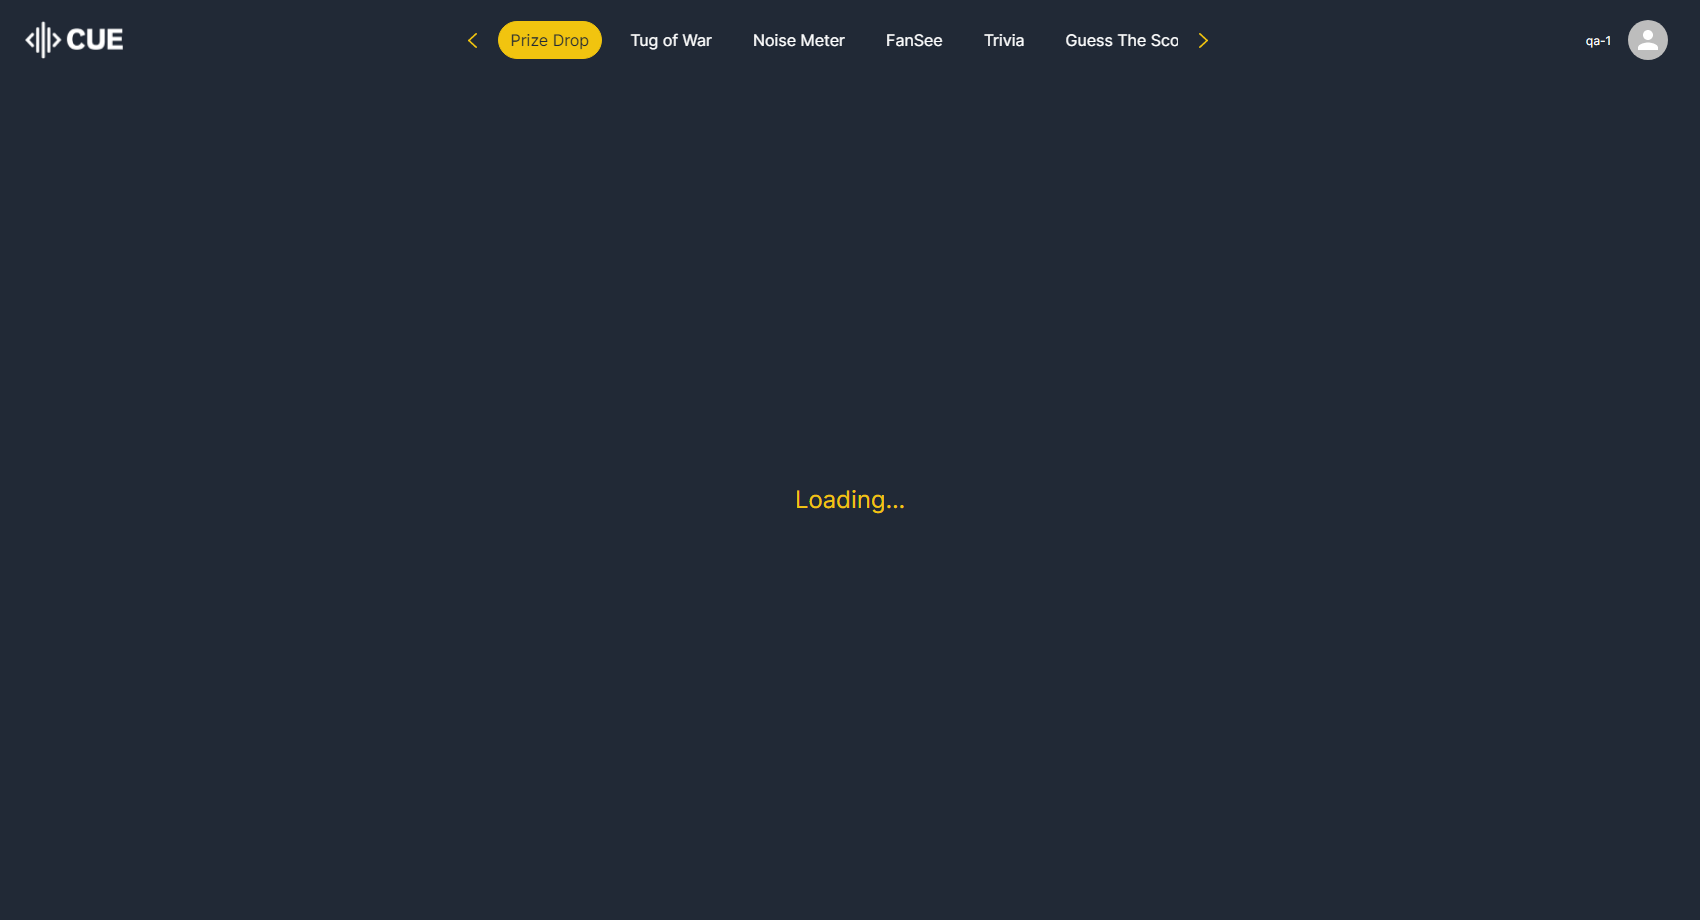 CUE
Prize Drop Tug of War Noise Meter FanSee Trivia Guess The Sco
qa-1
Loading...